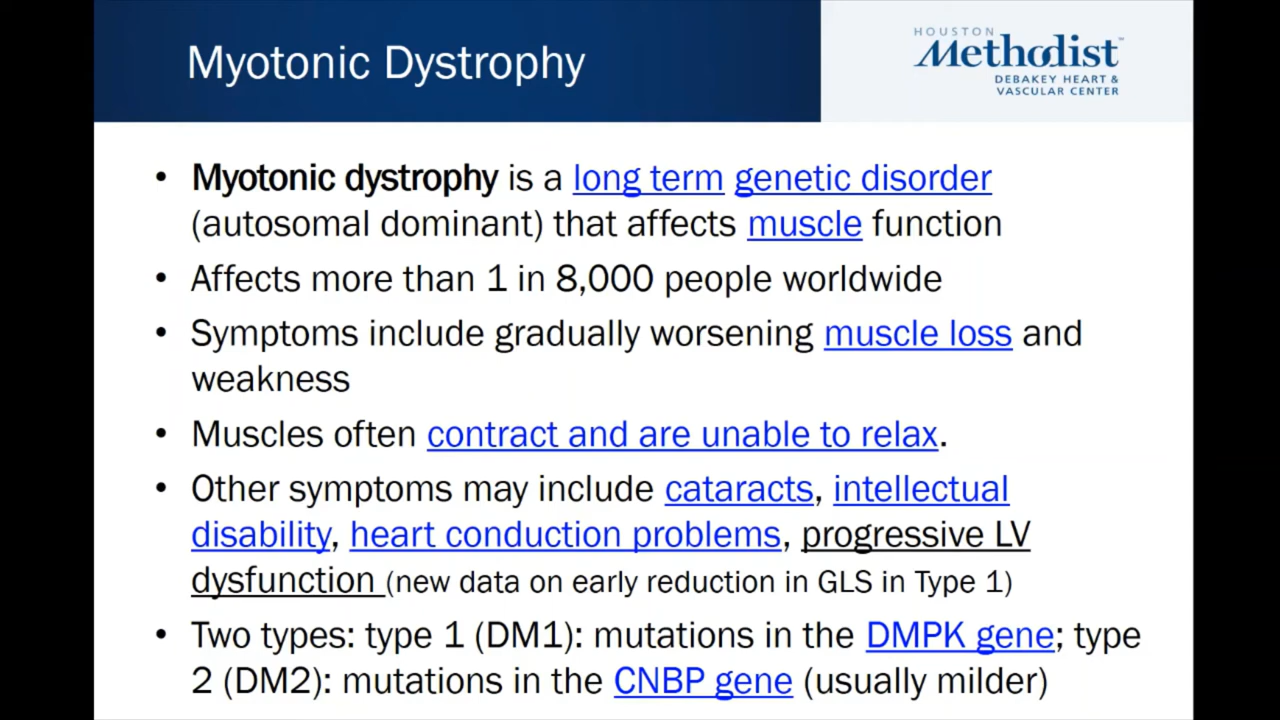 Myotonic Dystrophy
HOUSTON
Methodist™
DEBAKEY HEART &
VASCULAR CENTER
• Myotonic dystrophy is a long term genetic disorder
(autosomal dominant) that affects muscle function
• Affects more than 1 in 8,000 people worldwide
• Symptoms include gradually worsening muscle loss and
weakness
• Muscles often contract and are unable to relax.
• Other symptoms may include cataracts, intellectual
disability, heart conduction problems, progressive LV
dysfunction (new data on early reduction in GLS in Type 1)
• Two types: type 1 (DM1): mutations in the DMPK gene; type
2 (DM2): mutations in the CNBP gene (usually milder)